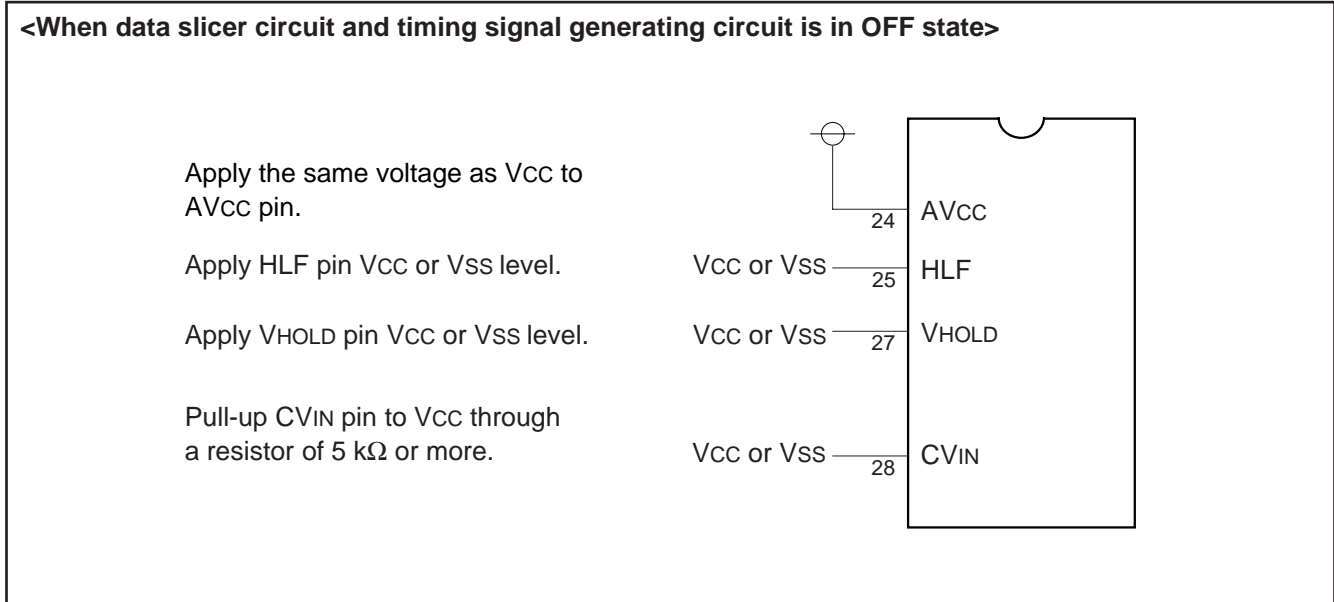 <When data slicer circuit and timing signal generating circuit is in OFF state>
Apply the same voltage as VCC to
AVCC pin.
24 AVCC
Apply HLF pin VCC or VSS level.
VCC or VSS 25 HLF
Apply VHOLD pin VCC or VSS level.
VCC or VSS 27 VHOLD
Pull-up CVIN pin to VCC through
a resistor of 5 kΩ or more.
VCC or VSS 28 CVIN